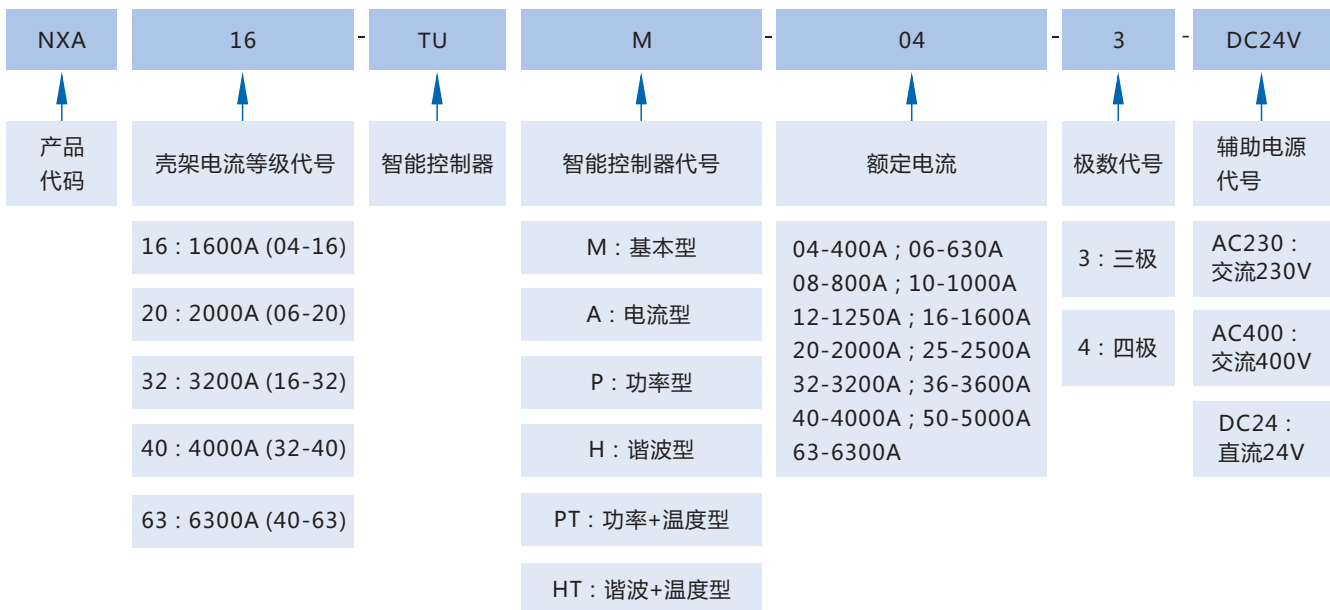 NXA 16 - TU M - 04 - 3 - DC24V
产品
代码
壳架电流等级代号
智能控制器
智能控制器代号
额定电流
极数代号
辅助电源
代号
16：1600A (04-16)
20：2000A (06-20)
32：3200A (16-32)
40：4000A (32-40)
63：6300A (40-63)
M：基本型
A：电流型
P：功率型
H：谐波型
PT：功率+温度型
HT：谐波+温度型
04-400A；06-630A
08-800A；10-1000A
12-1250A；16-1600A
20-2000A；25-2500A
32-3200A；36-3600A
40-4000A；50-5000A
63-6300A
3：三极
4：四极
AC230：
交流230V
AC400：
交流400V
DC24：
直流24V